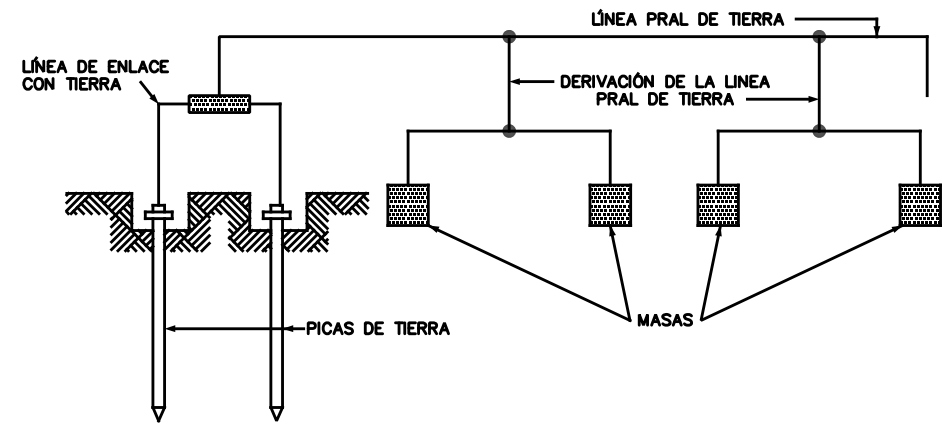 LÍNEA PRAL DE TIERRA
LÍNEA DE ENLACE
CON TIERRA
DERIVACIÓN DE LA LINEA
PRAL DE TIERRA
PICAS DE TIERRA
MASAS